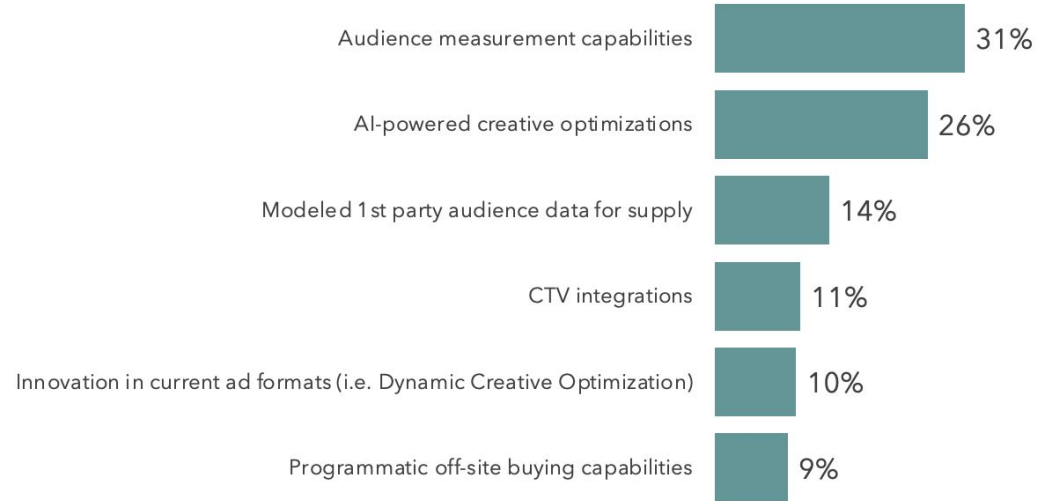 Audience measurement capabilities 31%
AI-powered creative optimizations 26%
Modeled 1st party audience data for supply 14%
CTV integrations 11%
Innovation in current ad formats (i.e. Dynamic Creative Optimization) 10%
Programmatic off-site buying capabilities 9%